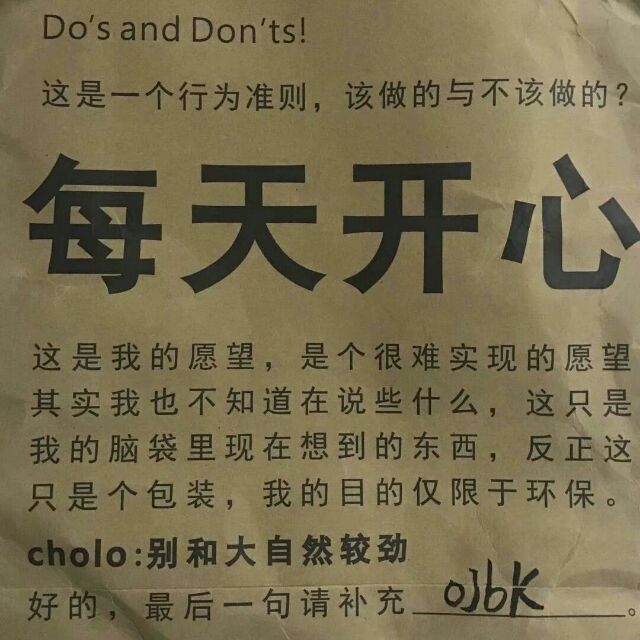 Do's and Don'ts!
这是一个行为准则，该做的与不该做的？
每天开心
这是我的愿望，是个很难实现的愿望
其实我也不知道在说些什么，这只是
我的脑袋里现在想到的东西，反正这
只是个包装，我的目的仅限于环保。
cholo:别和大自然较劲
好的，最后一句请补充 ojbK 。